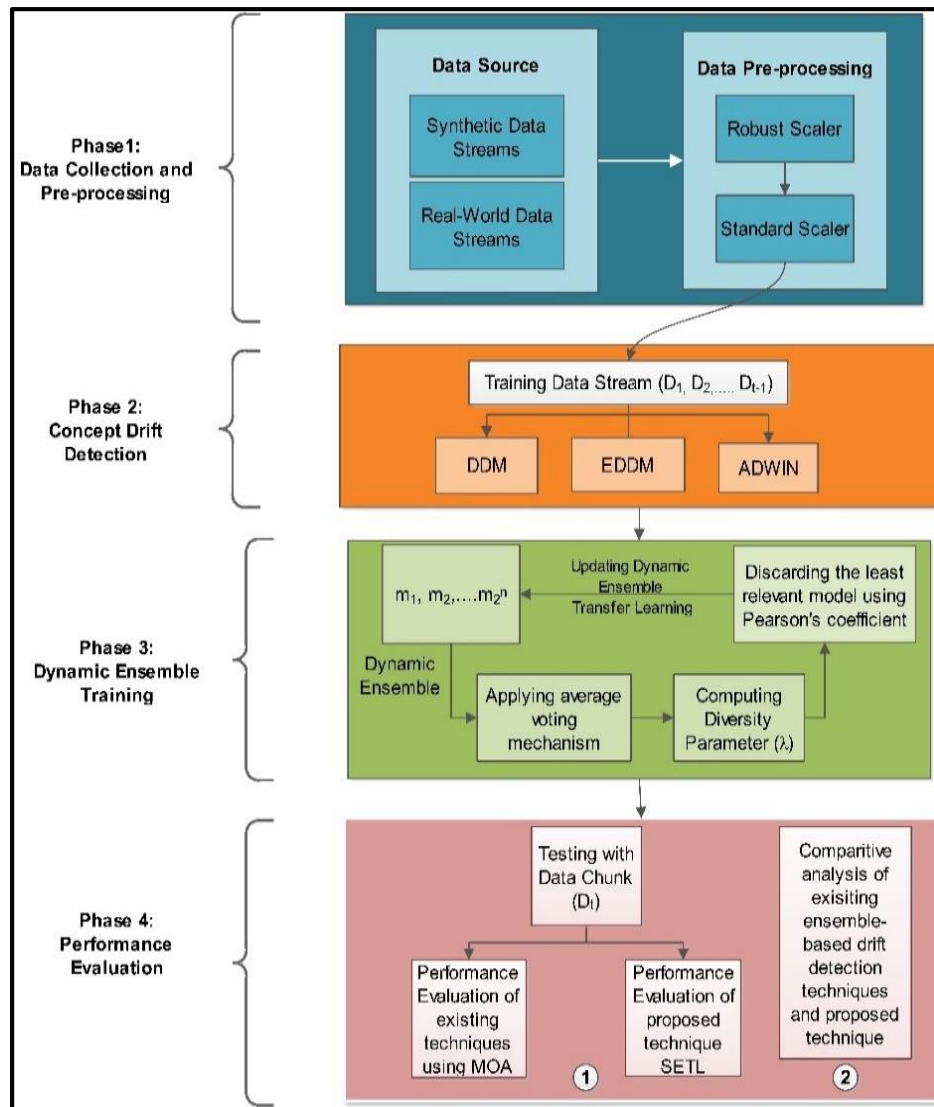 Phase1:
Data Collection and
Pre-processing
Data Source
Synthetic Data
Streams
Real-World Data
Streams
Data Pre-processing
Robust Scaler
Standard Scaler
Phase 2:
Concept Drift
Detection
Training Data Stream (D1, D2,..... Dt-1)
DDM
EDDM
ADWIN
Phase 3:
Dynamic Ensemble
Training
m1, m2,....m2ⁿ
Updating Dynamic
Ensemble
Transfer Learning
Discarding the least
relevant model using
Pearson's coefficient
Dynamic
Ensemble
Applying average
voting
mechanism
Computing
Diversity
Parameter (λ)
Phase 4:
Performance
Evaluation
Testing with
Data Chunk
(Dt)
Performance
Evaluation of
existing
techniques
using MOA
1
Performance
Evaluation of
proposed
technique
SETL
Comparitive
analysis of
exisiting
ensemble-
based drift
detection
techniques
and proposed
technique
2